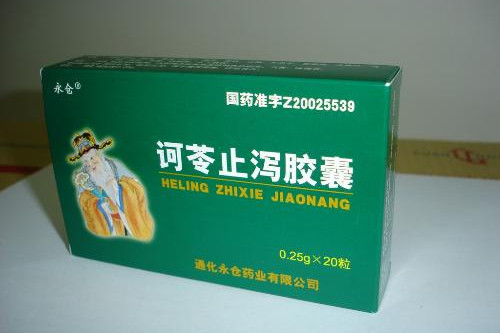 永仓®
国药准字Z20025539
诃苓止泻胶囊
HELING ZHIXIE JIAONANG
0.25g×20粒
通化永仓药业有限公司